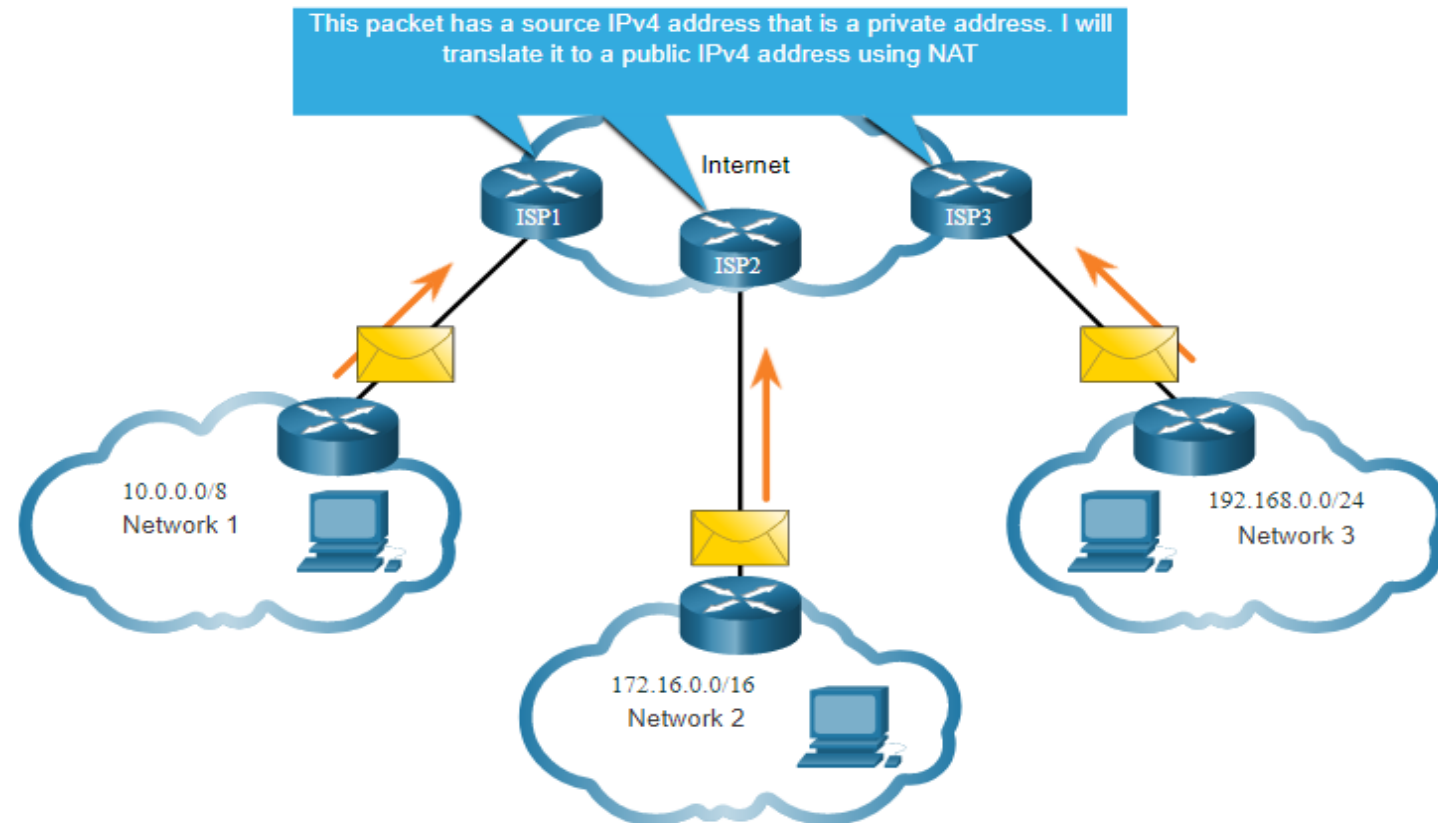 This packet has a source IPv4 address that is a private address. I will
translate it to a public IPv4 address using NAT
Internet
ISP1
ISP3
ISP2
10.0.0.0/8
Network 1
192.168.0.0/24
Network 3
172.16.0.0/16
Network 2